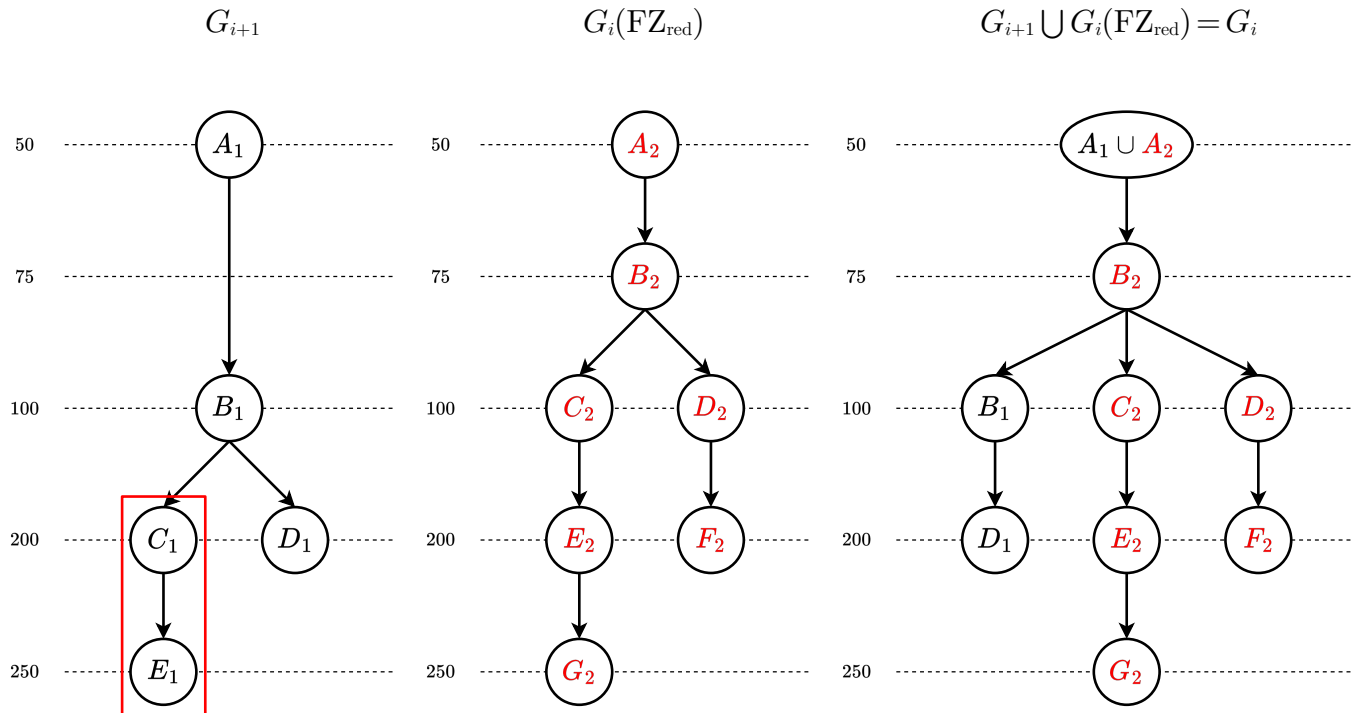 G_{i+1} G_i(FZ_red) G_{i+1} ⋃ G_i(FZ_red) = G_i
50 A_1 50 A_2 50 A_1 ∪ A_2
75 75 B_2 75 B_2
100 B_1 100 C_2 D_2 100 B_1 C_2 D_2
200 C_1 D_1 200 E_2 F_2 200 D_1 E_2 F_2
250 E_1 250 G_2 250 G_2